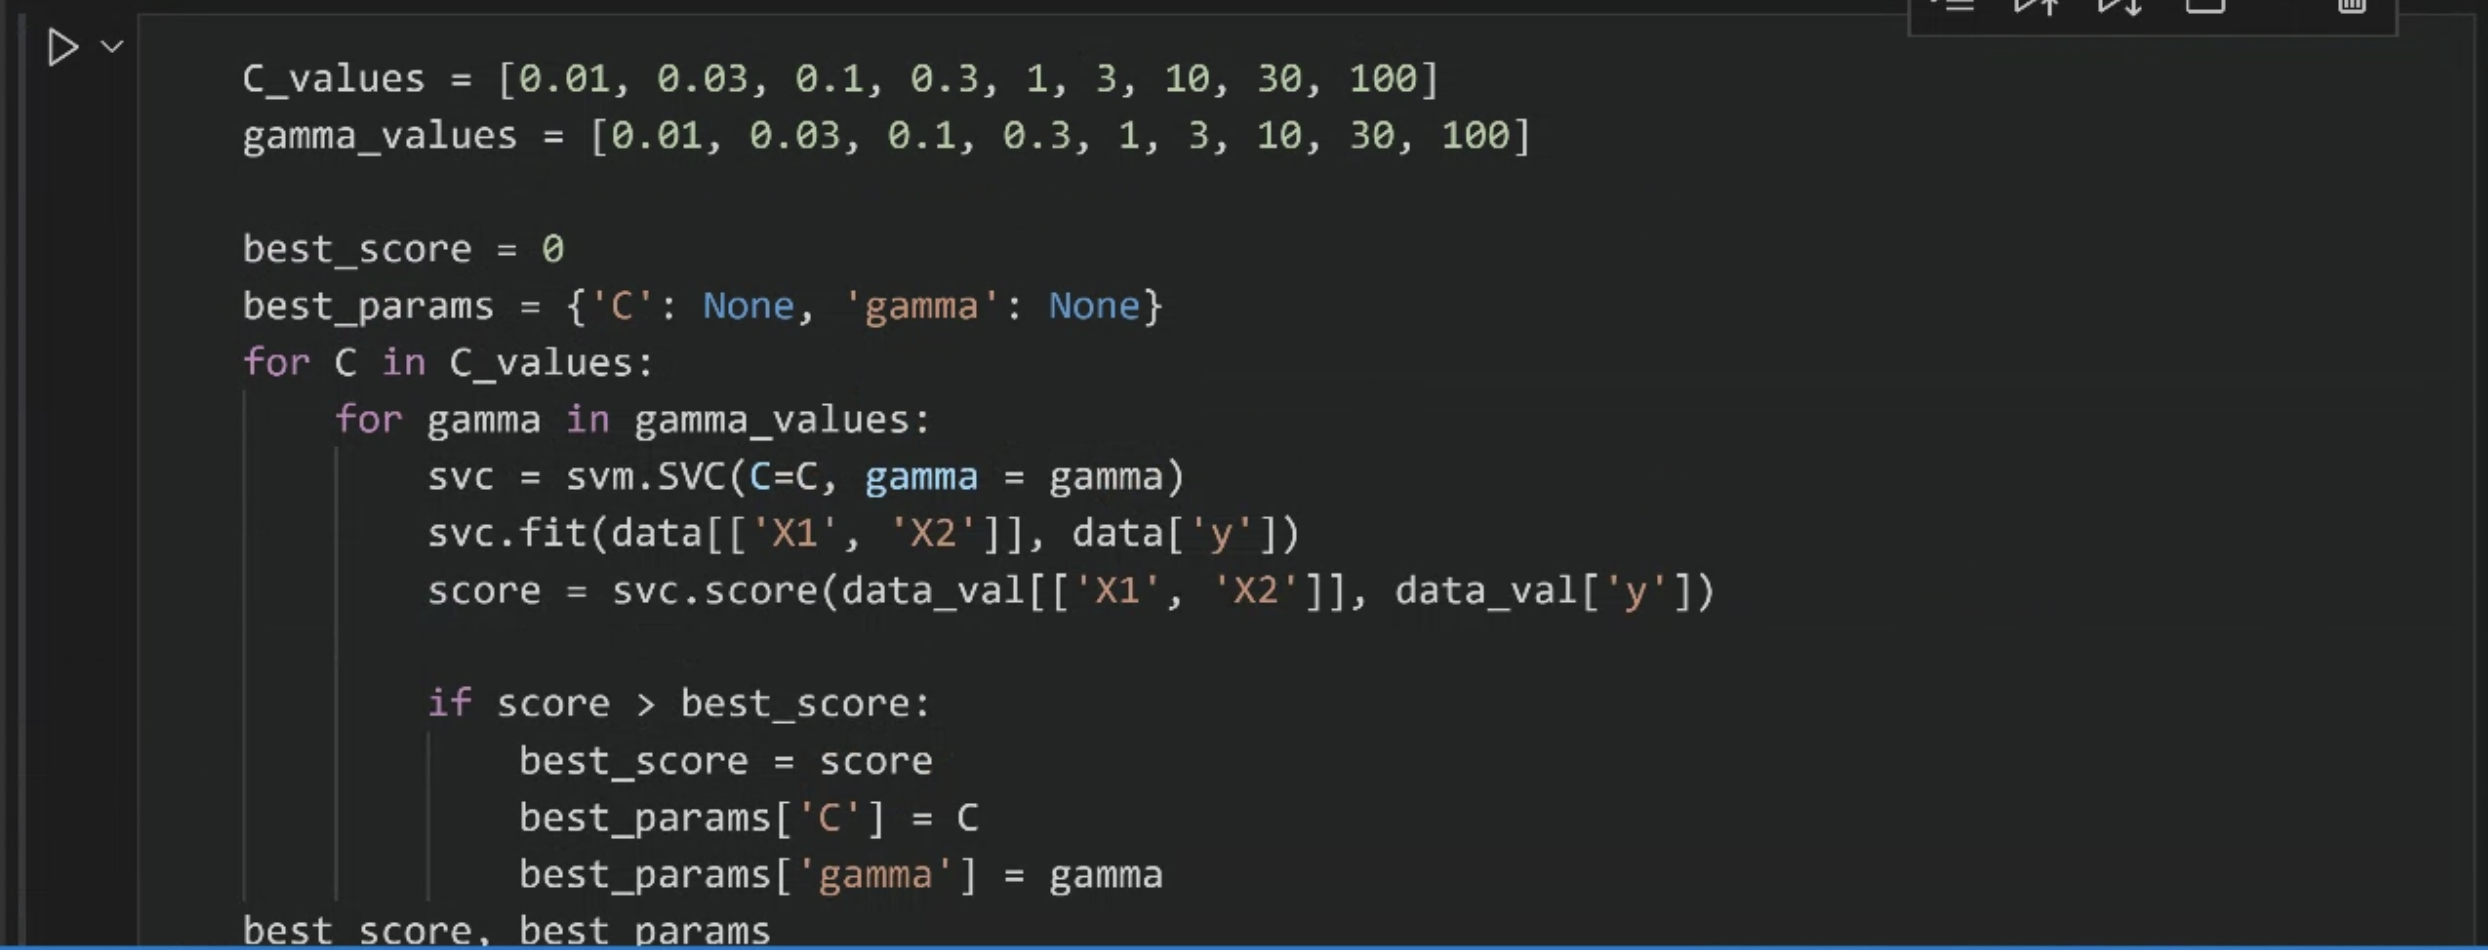 C_values = [0.01, 0.03, 0.1, 0.3, 1, 3, 10, 30, 100]
gamma_values = [0.01, 0.03, 0.1, 0.3, 1, 3, 10, 30, 100]
best_score = 0
best_params = {'C': None, 'gamma': None}
for C in C_values:
    for gamma in gamma_values:
        svc = svm.SVC(C=C, gamma = gamma)
        svc.fit(data[['X1', 'X2']], data['y'])
        score = svc.score(data_val[['X1', 'X2']], data_val['y'])
        if score > best_score:
            best_score = score
            best_params['C'] = C
            best_params['gamma'] = gamma
best_score, best_params